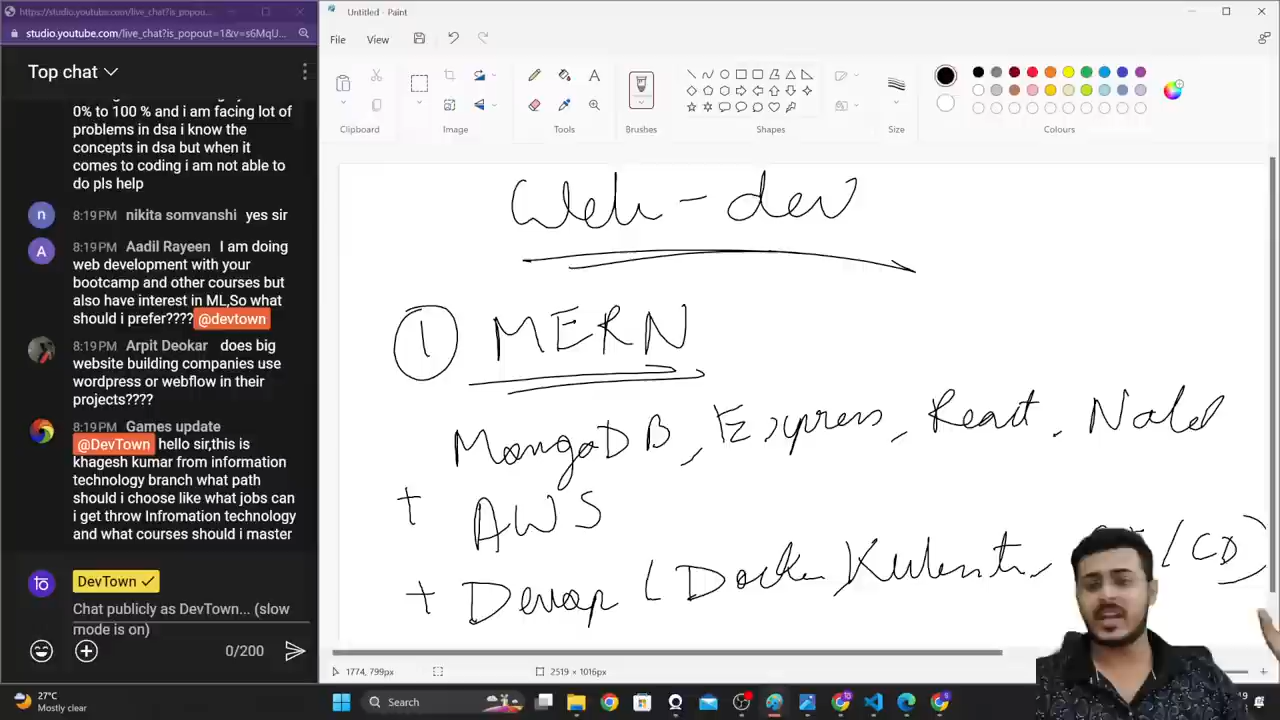 https://studio.youtube.com/live_chat?is_popou...
studio.youtube.com/live_chat?is_popout=1&v=s6MqU...
Top chat
0% to 100 % and i am facing lot of
problems in dsa i know the
concepts in dsa but when it
comes to coding i am not able to
do pls help
8:19PM nikita somvanshi yes sir
8:19PM Aadil Rayeen I am doing
web development with your
bootcamp and other courses but
also have interest in ML,So what
should i prefer???? @devtown
8:19PM Arpit Deokar does big
website building companies use
wordpress or webflow in their
projects????
8:19PM Games update
@DevTown hello sir,this is
khagesh kumar from information
technology branch what path
should i choose like what jobs can
i get throw Infromation technology
and what courses should i master
DevTown
Chat publicly as DevTown... (slow
mode is on)
0/200
Untitled - Paint
File View
Clipboard Image Tools Brushes Shapes Size Colours
Web-dev
1 MERN
MongoDB, Express, React, Node
+ AWS
+ Devop (Docker) / CD)
1774, 799px 2519 × 1016px
27°C
Mostly clear
Search